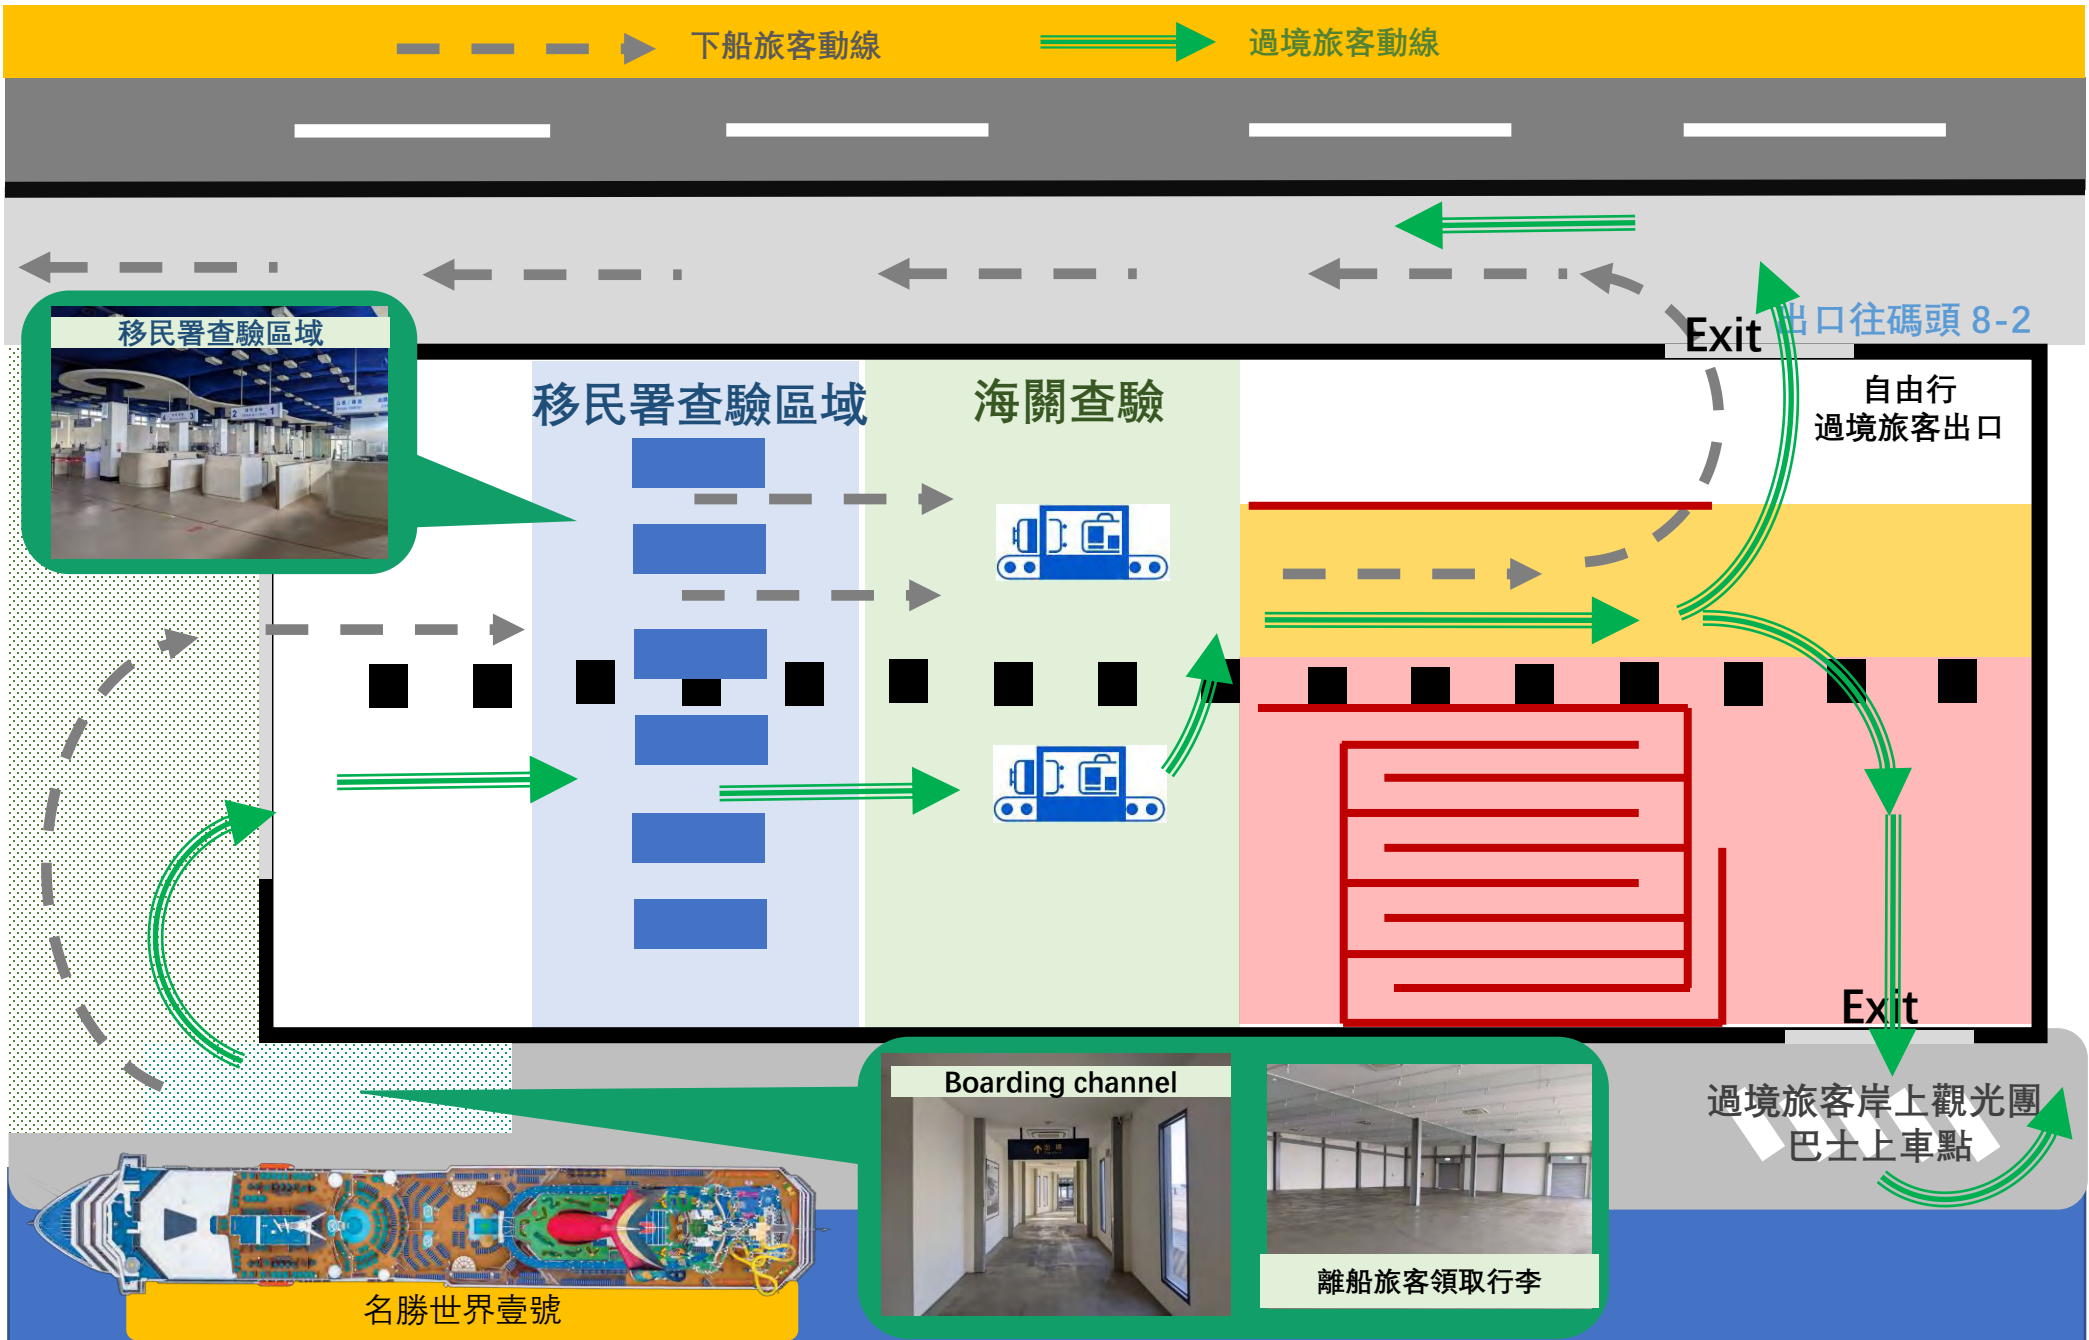 下船旅客動線
過境旅客動線
出口往碼頭 8-2
Exit
移民署查驗區域
移民署查驗區域
海關查驗
自由行
過境旅客出口
4
3
2
1
Exit
Boarding channel
過境旅客岸上觀光團
巴士上車點
離船旅客領取行李
名勝世界壹號